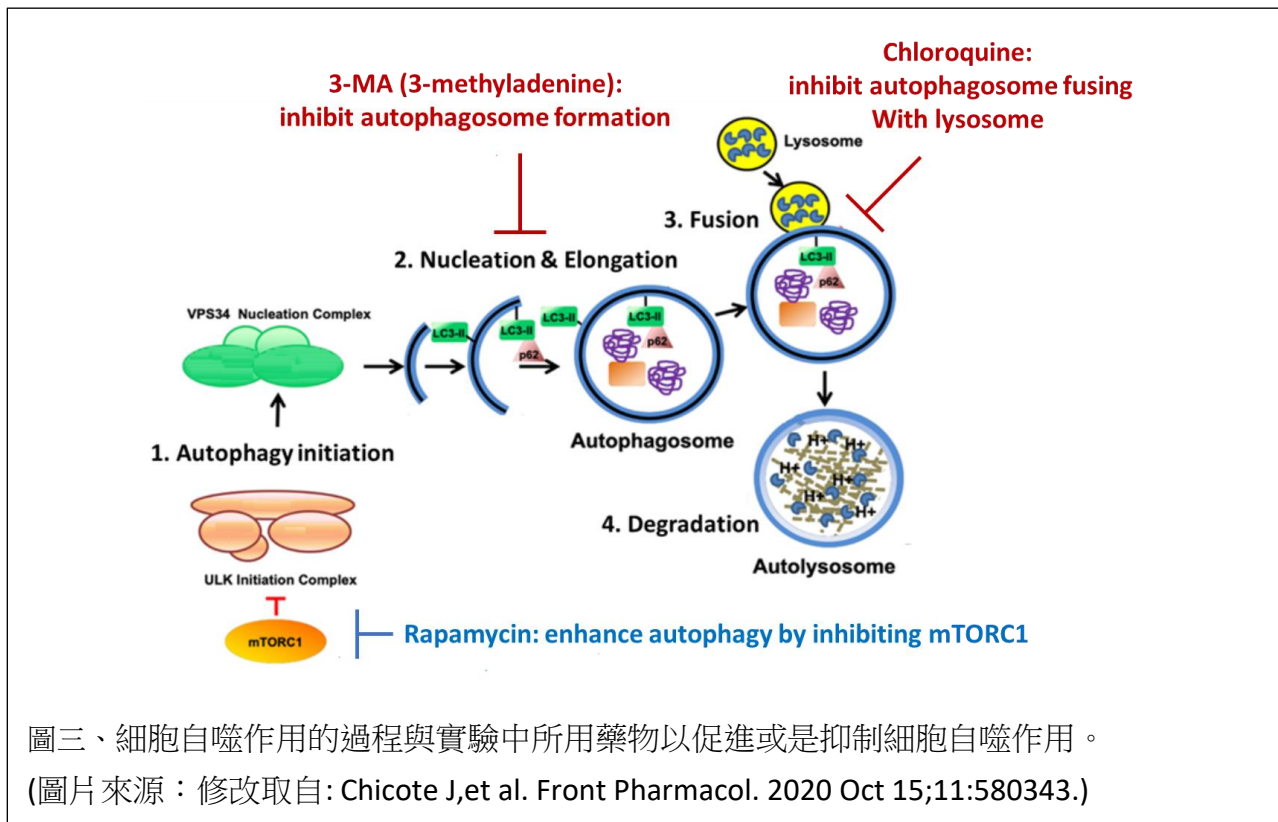 Chloroquine:
inhibit autophagosome fusing
With lysosome
3-MA (3-methyladenine):
inhibit autophagosome formation
Lysosome
3. Fusion
2. Nucleation & Elongation
LC3-II
p62
VPS34 Nucleation Complex
LC3-II
LC3-II
p62
LC3-II
LC3-II
p62
Autophagosome
1. Autophagy initiation
H+
H+
H+
H+
H+
4. Degradation
Autolysosome
ULK Initiation Complex
mTORC1
Rapamycin: enhance autophagy by inhibiting mTORC1
圖三、細胞自噬作用的過程與實驗中所用藥物以促進或是抑制細胞自噬作用。
(圖片來源：修改取自: Chicote J,et al. Front Pharmacol. 2020 Oct 15;11:580343.)